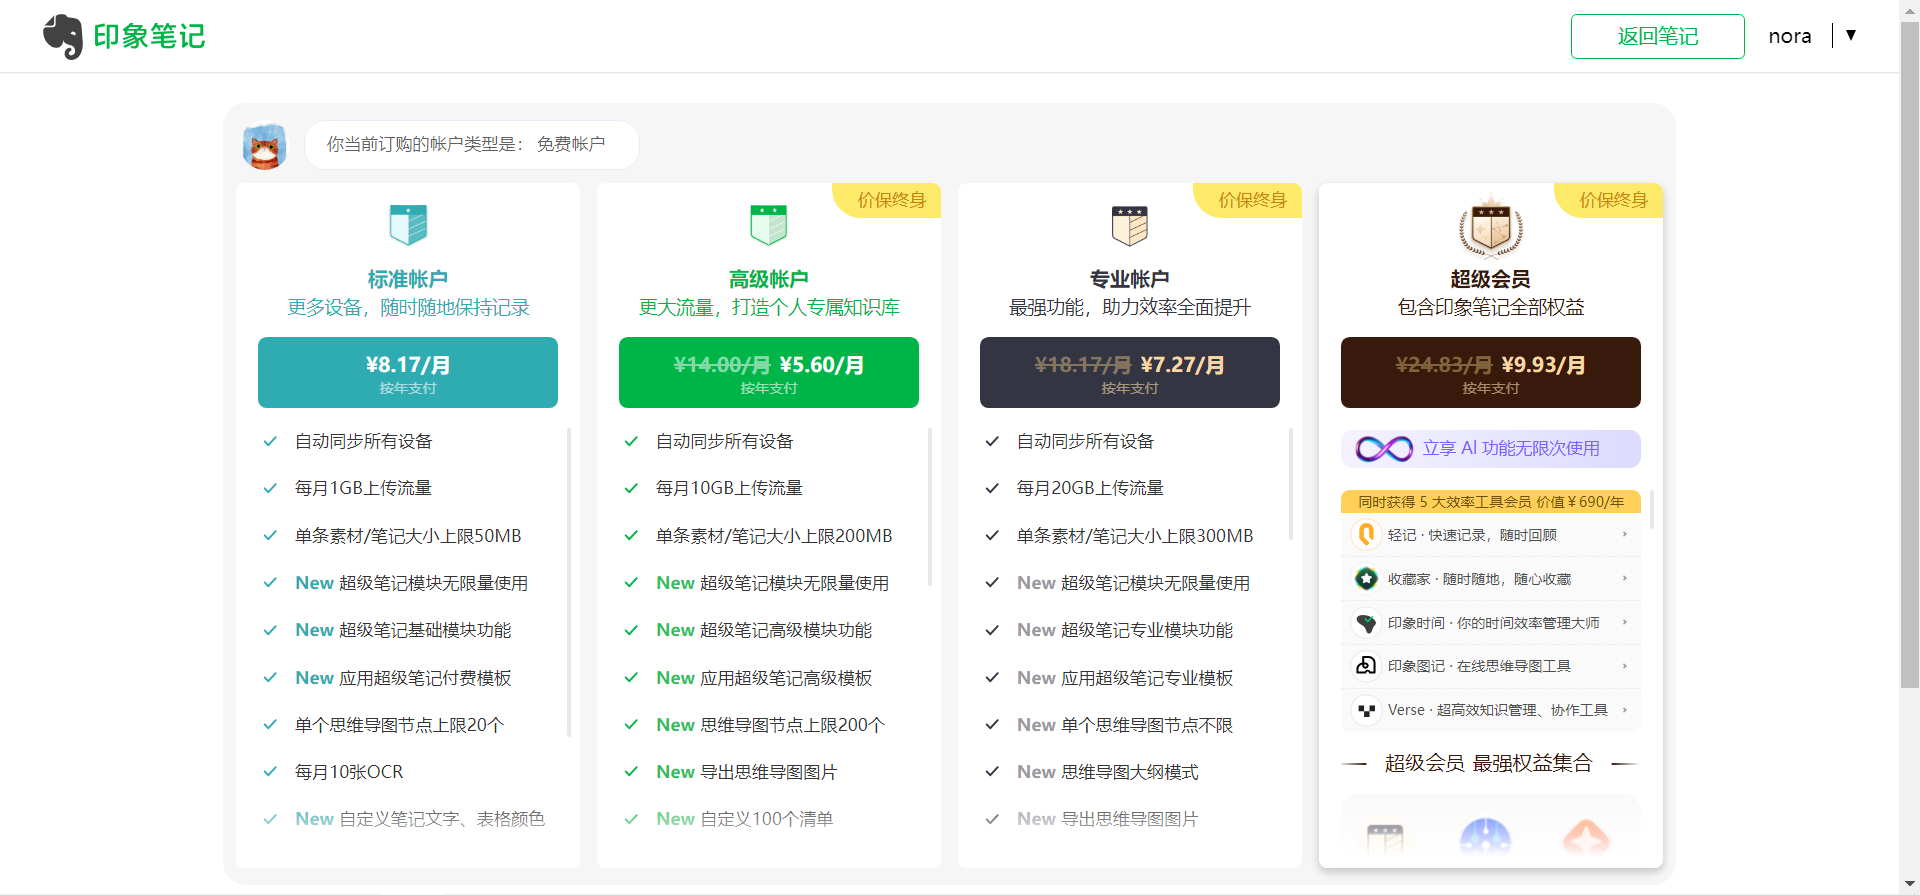 印象笔记
返回笔记
nora
▼
你当前订购的帐户类型是： 免费帐户
标准帐户
更多设备，随时随地保持记录
¥8.17/月
按年支付
自动同步所有设备
每月1GB上传流量
单条素材/笔记大小上限50MB
New 超级笔记模块无限量使用
New 超级笔记基础模块功能
New 应用超级笔记付费模板
单个思维导图节点上限20个
每月10张OCR
New 自定义笔记文字、表格颜色
价保终身
高级帐户
更大流量，打造个人专属知识库
¥14.00/月 ¥5.60/月
按年支付
自动同步所有设备
每月10GB上传流量
单条素材/笔记大小上限200MB
New 超级笔记模块无限量使用
New 超级笔记高级模块功能
New 应用超级笔记高级模板
New 思维导图节点上限200个
New 导出思维导图图片
New 自定义100个清单
价保终身
专业帐户
最强功能，助力效率全面提升
¥18.17/月 ¥7.27/月
按年支付
自动同步所有设备
每月20GB上传流量
单条素材/笔记大小上限300MB
New 超级笔记模块无限量使用
New 超级笔记专业模块功能
New 应用超级笔记专业模板
New 单个思维导图节点不限
New 思维导图大纲模式
New 导出思维导图图片
价保终身
超级会员
包含印象笔记全部权益
¥24.83/月 ¥9.93/月
按年支付
立享 AI 功能无限次使用
同时获得 5 大效率工具会员 价值￥690/年
轻记 · 快速记录，随时回顾
收藏家 · 随时随地，随心收藏
印象时间 · 你的时间效率管理大师
印象图记 · 在线思维导图工具
Verse · 超高效知识管理、协作工具
超级会员 最强权益集合